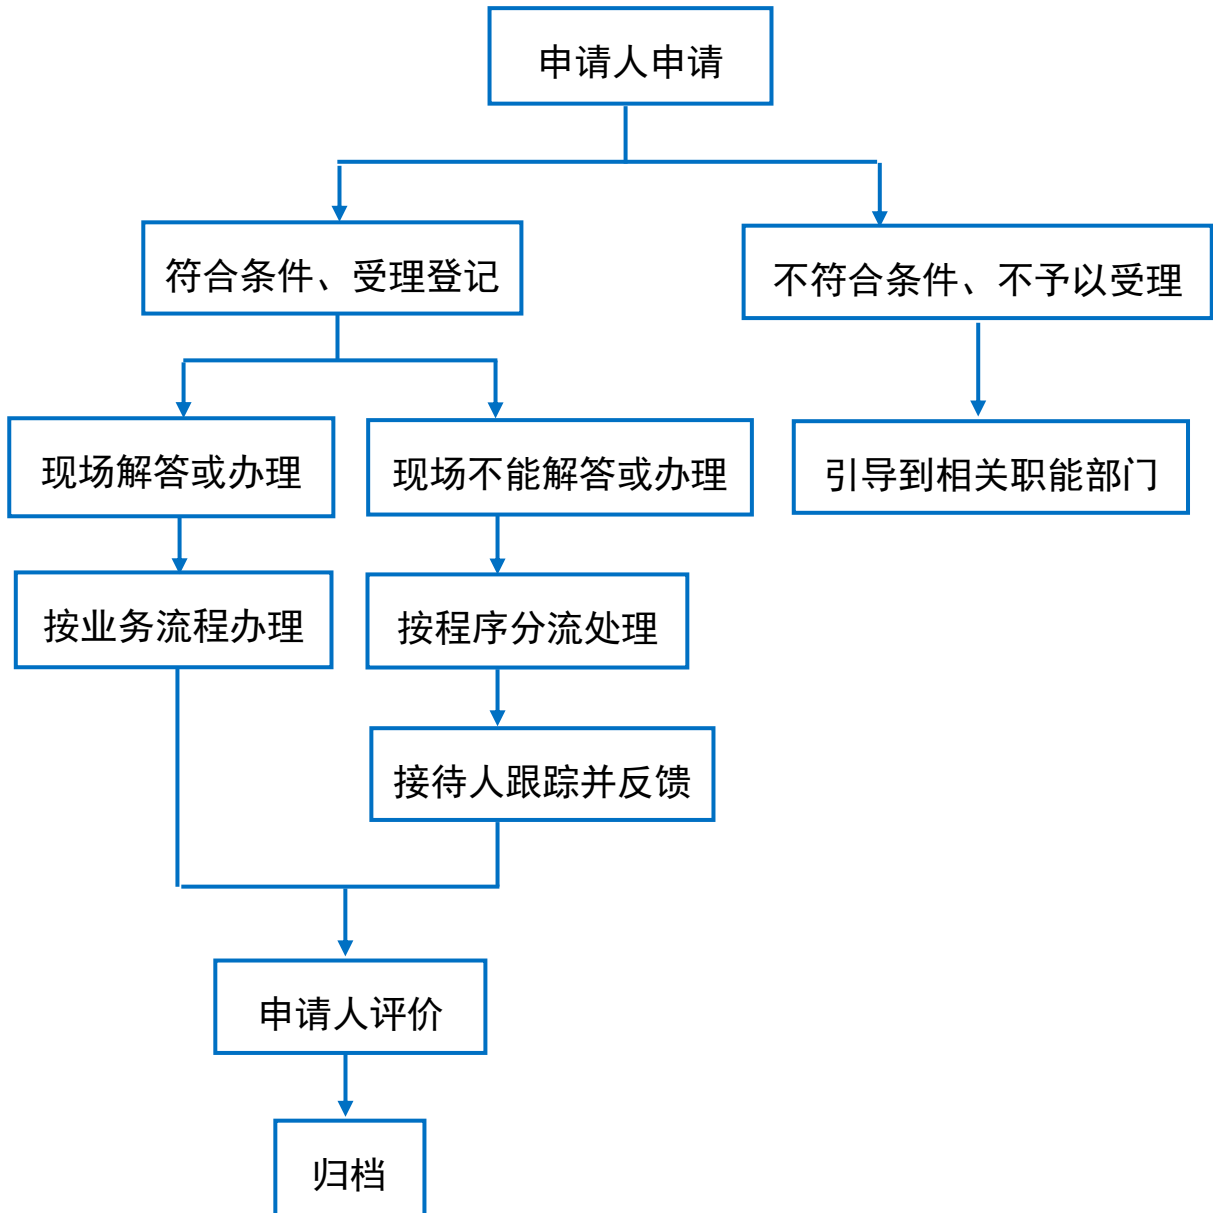 申请人申请
符合条件、受理登记
不符合条件、不予以受理
现场解答或办理
现场不能解答或办理
引导到相关职能部门
按业务流程办理
按程序分流处理
接待人跟踪并反馈
申请人评价
归档